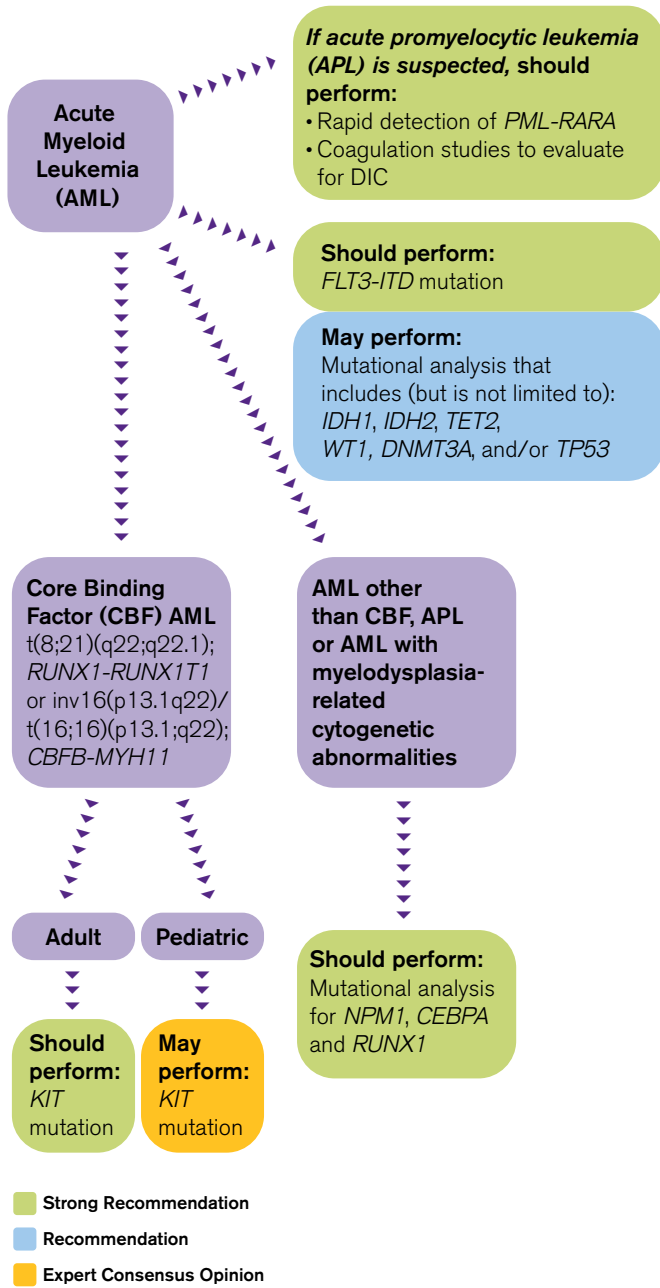 Acute
Myeloid
Leukemia
(AML)
If acute promyelocytic leukemia
(APL) is suspected, should
perform:
• Rapid detection of PML-RARA
• Coagulation studies to evaluate
for DIC
Should perform:
FLT3-ITD mutation
May perform:
Mutational analysis that
includes (but is not limited to):
IDH1, IDH2, TET2,
WT1, DNMT3A, and/or TP53
Core Binding
Factor (CBF) AML
t(8;21)(q22;q22.1);
RUNX1-RUNX1T1
or inv16(p13.1q22)/
t(16;16)(p13.1;q22);
CBFB-MYH11
AML other
than CBF, APL
or AML with
myelodysplasia-
related
cytogenetic
abnormalities
Adult
Pediatric
Should
perform:
KIT
mutation
May
perform:
KIT
mutation
Should perform:
Mutational analysis
for NPM1, CEBPA
and RUNX1
Strong Recommendation
Recommendation
Expert Consensus Opinion